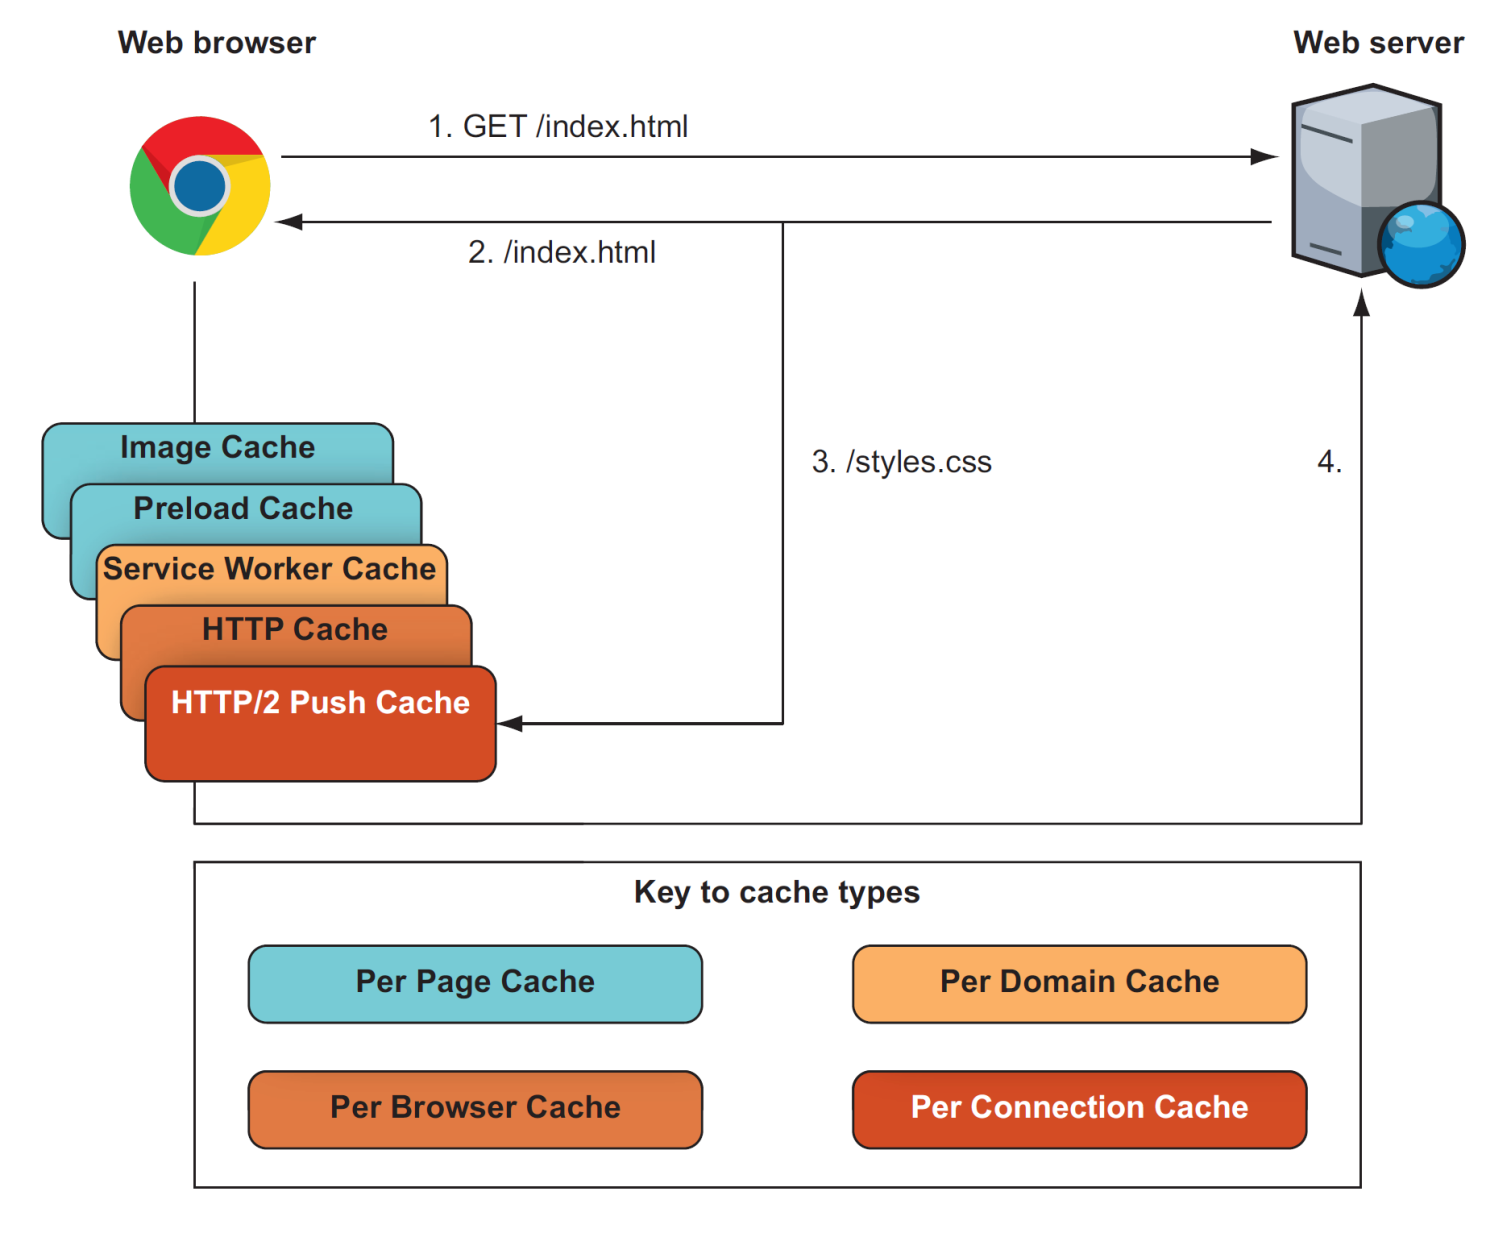 Web browser
Web server
1. GET /index.html
2. /index.html
Image Cache
Preload Cache
Service Worker Cache
HTTP Cache
HTTP/2 Push Cache
3. /styles.css
4.
Key to cache types
Per Page Cache
Per Domain Cache
Per Browser Cache
Per Connection Cache